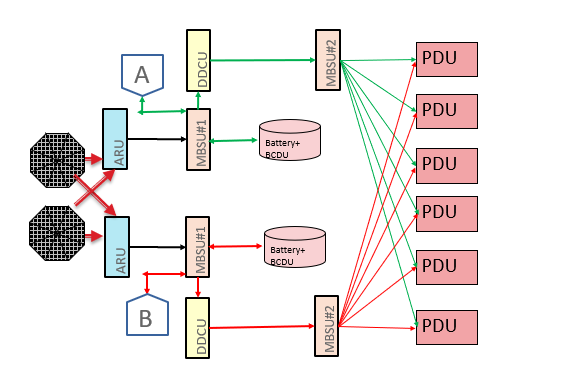 A
DDCU
MBSU#2
PDU
ARU
MBSU#1
Battery+
BCDU
PDU
PDU
PDU
ARU
MBSU#1
Battery+
BCDU
PDU
B
DDCU
MBSU#2
PDU